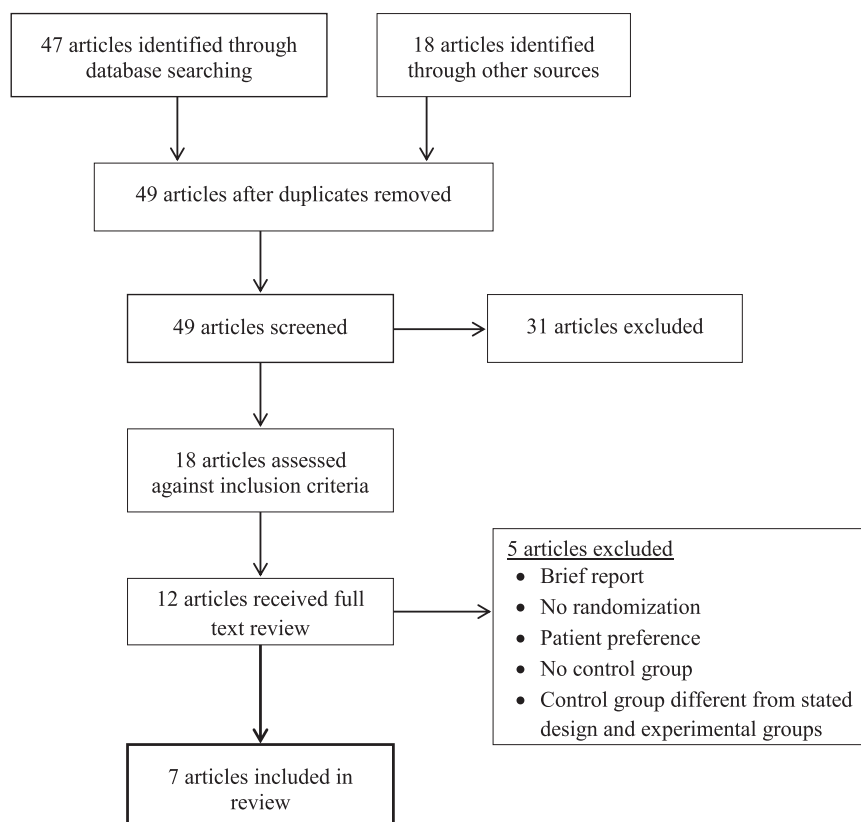 47 articles identified through
database searching
18 articles identified
through other sources
49 articles after duplicates removed
49 articles screened
31 articles excluded
18 articles assessed
against inclusion criteria
12 articles received full
text review
5 articles excluded
• Brief report
• No randomization
• Patient preference
• No control group
• Control group different from stated
design and experimental groups
7 articles included in
review